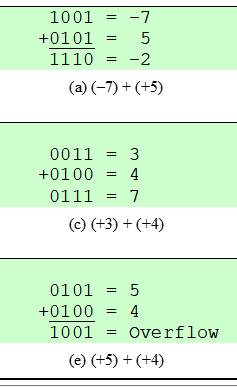 1001 = -7
+0101 = 5
1110 = -2
(a) (–7) + (+5)
0011 = 3
+0100 = 4
0111 = 7
(c) (+3) + (+4)
0101 = 5
+0100 = 4
1001 = Overflow
(e) (+5) + (+4)